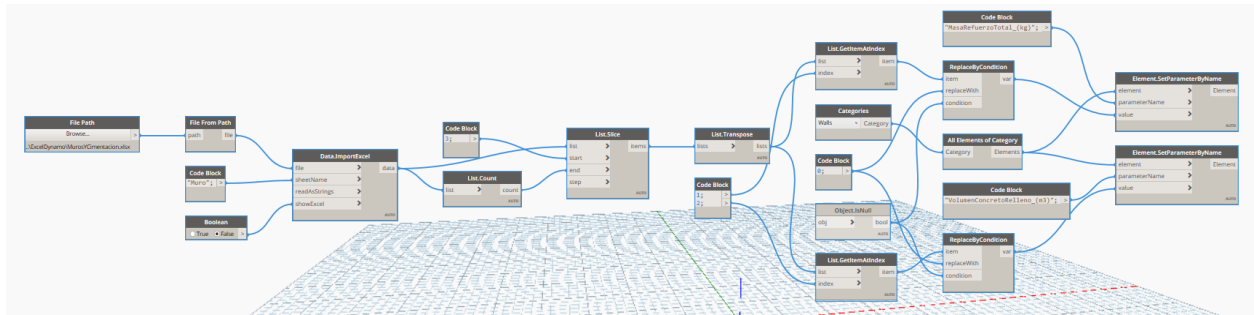 File Path
Browse... >
.\ExcelDynamo\MurosYCimentacion.xlsx
File From Path
path > file
Code Block
"Muro"; >
Boolean
True False >
Data.ImportExcel
file > data
sheetName >
readAsStrings >
showExcel >
auto
Code Block
3; >
List.Count
list > count
auto
List.Slice
list > items
start >
end >
step >
auto
List.Transpose
lists > lists
auto
Code Block
1; >
2; >
List.GetItemAtIndex
list > item
index >
auto
Categories
Walls Category
Code Block
0; >
Object.IsNull
obj > bool
auto
List.GetItemAtIndex
list > item
index >
auto
Code Block
"MasaRefuersoTotal_(kg)"; >
ReplaceByCondition
item var
replaceWith
condition
All Elements of Category
Category Elements
Code Block
"VolumenConcretoRelleno_(m3)"; >
ReplaceByCondition
item var
replaceWith
condition
Element.SetParameterByName
element > Element
parameterName >
value >
auto
Element.SetParameterByName
element > Element
parameterName >
value >
auto